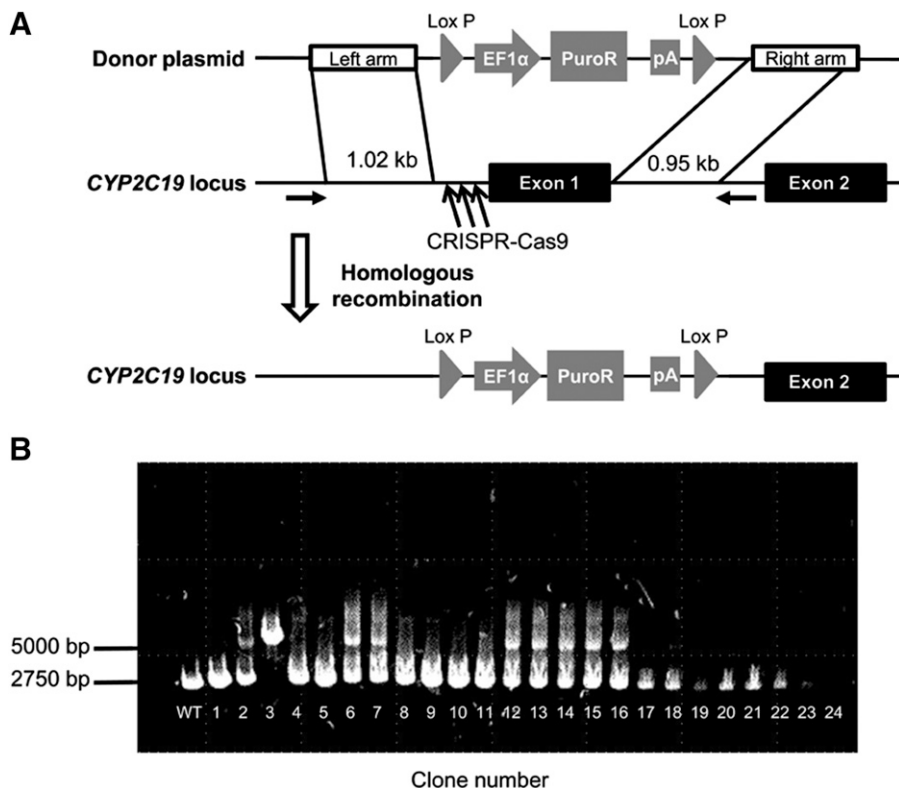 A
Lox P Lox P
Donor plasmid Left arm EF1α PuroR pA Right arm
1.02 kb 0.95 kb
CYP2C19 locus Exon 1 Exon 2
CRISPR-Cas9
Homologous
recombination
Lox P Lox P
CYP2C19 locus EF1α PuroR pA Exon 2
B
5000 bp
2750 bp
WT 1 2 3 4 5 6 7 8 9 10 11 12 13 14 15 16 17 18 19 20 21 22 23 24
Clone number